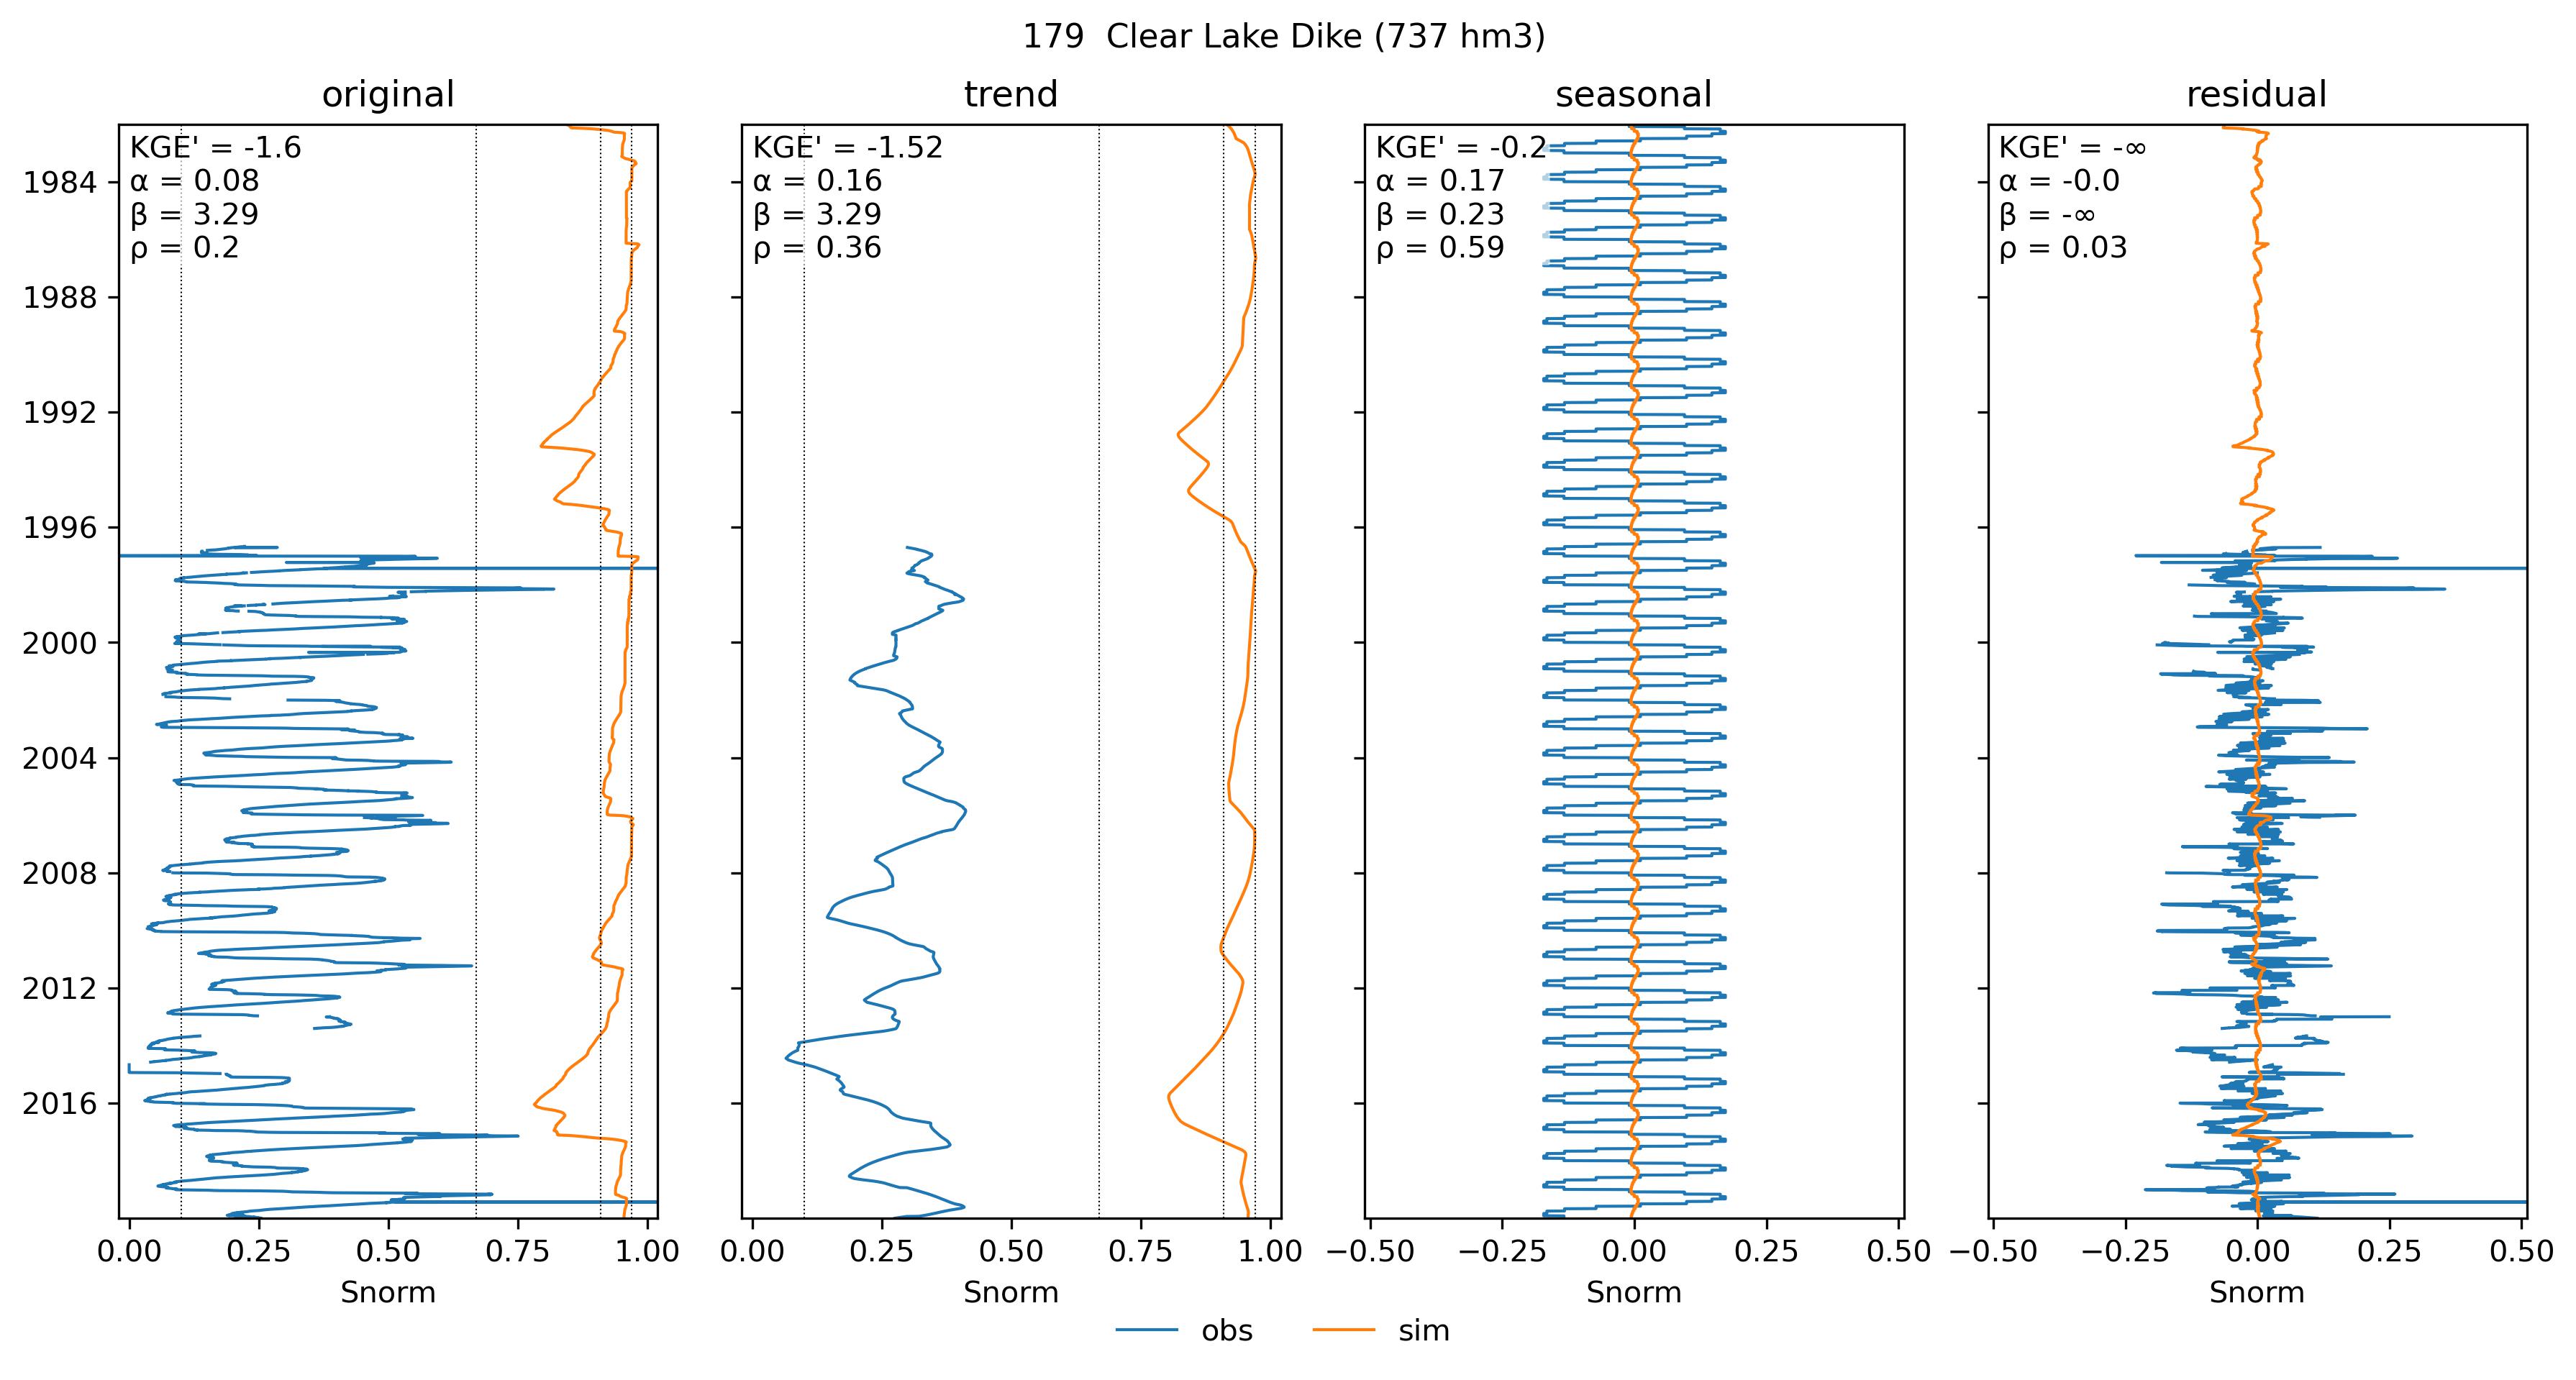 179  Clear Lake Dike (737 hm3)
original
trend
seasonal
residual
KGE' = -1.6
α = 0.08
β = 3.29
ρ = 0.2
KGE' = -1.52
α = 0.16
β = 3.29
ρ = 0.36
KGE' = -0.2
α = 0.17
β = 0.23
ρ = 0.59
KGE' = -∞
α = -0.0
β = -∞
ρ = 0.03
1984
1988
1992
1996
2000
2004
2008
2012
2016
0.00 0.25 0.50 0.75 1.00
0.00 0.25 0.50 0.75 1.00
−0.50 −0.25 0.00 0.25 0.50
−0.50 −0.25 0.00 0.25 0.50
Snorm
Snorm
Snorm
Snorm
obs
sim